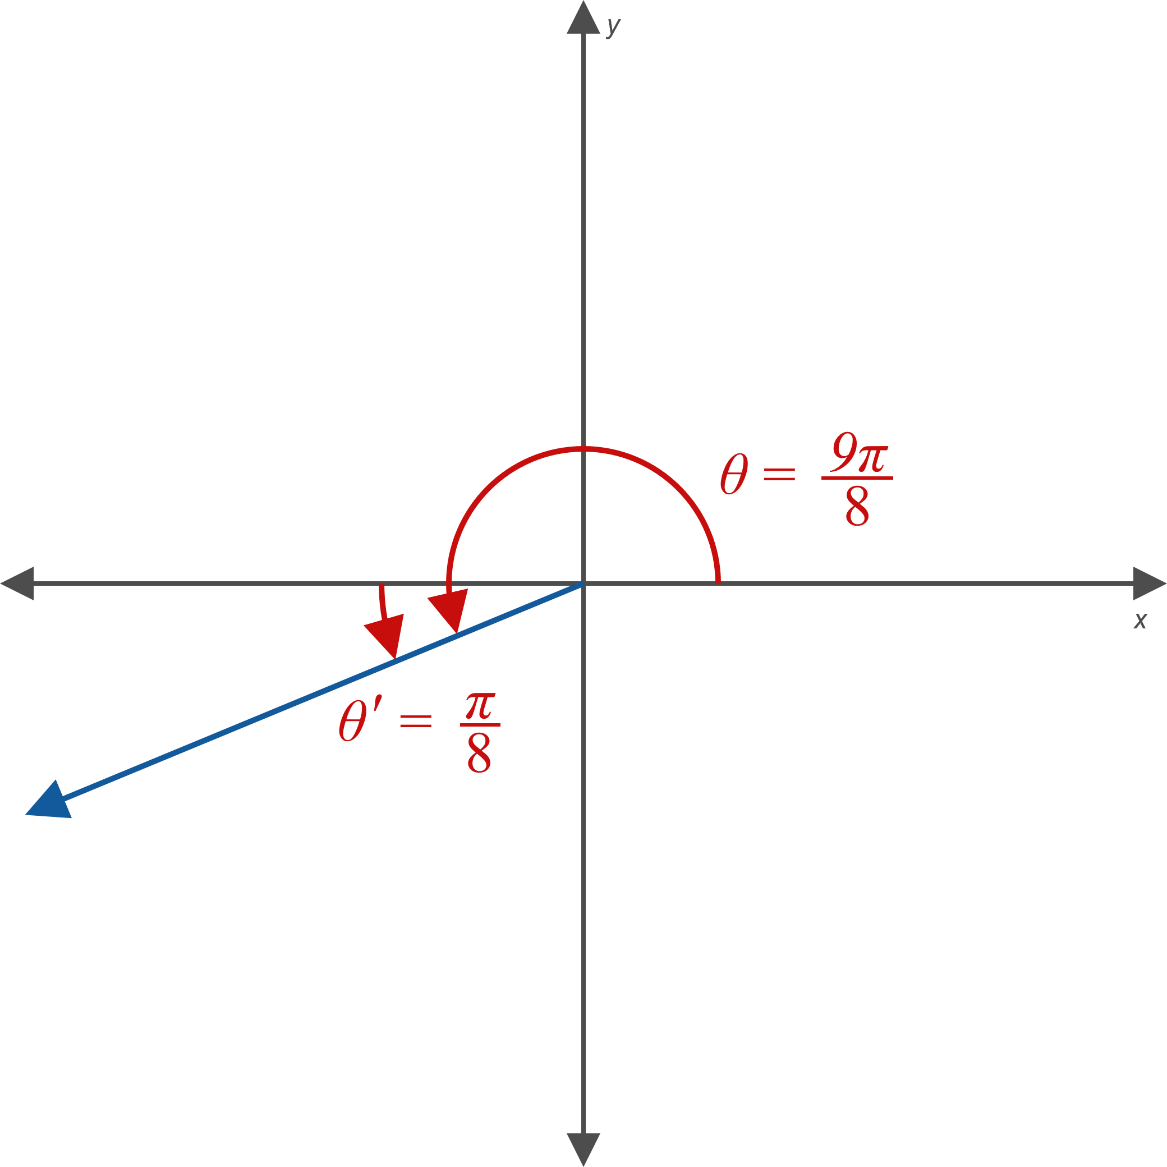 y
θ = 9π/8
x
θ′ = π/8